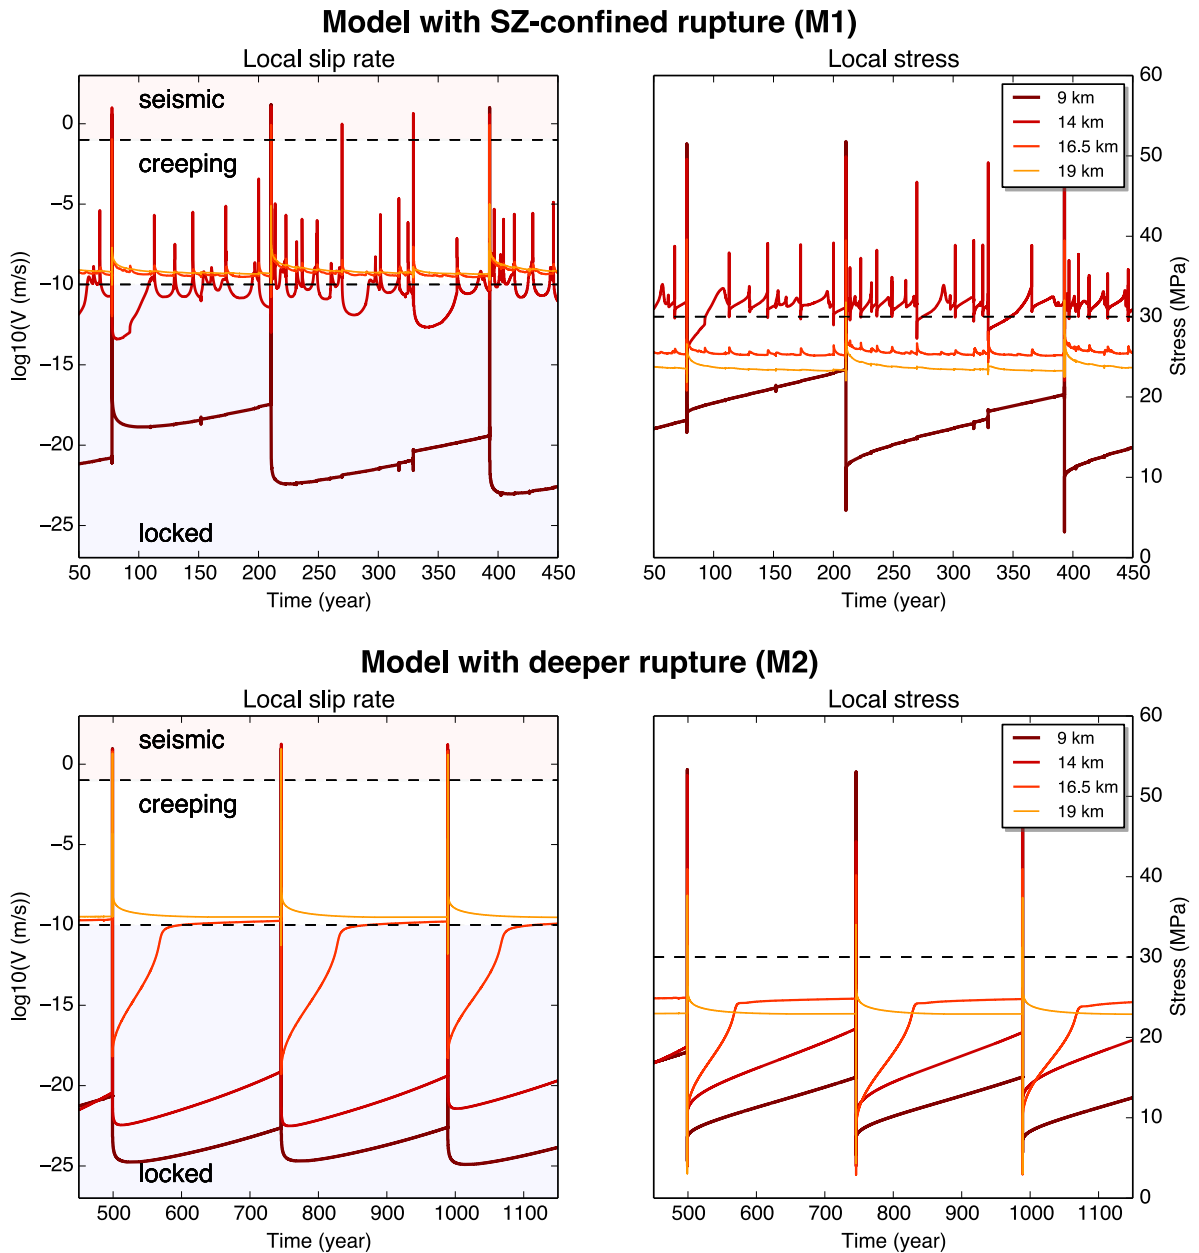 Model with SZ-confined rupture (M1)
Local slip rate
Local stress
seismic
creeping
locked
0
−5
−10
−15
−20
−25
log10(V (m/s))
50 100 150 200 250 300 350 400 450
Time (year)
9 km
14 km
16.5 km
19 km
60
50
40
30
20
10
0
Stress (MPa)
50 100 150 200 250 300 350 400 450
Time (year)
Model with deeper rupture (M2)
Local slip rate
Local stress
seismic
creeping
locked
0
−5
−10
−15
−20
−25
log10(V (m/s))
500 600 700 800 900 1000 1100
Time (year)
9 km
14 km
16.5 km
19 km
60
50
40
30
20
10
0
Stress (MPa)
500 600 700 800 900 1000 1100
Time (year)